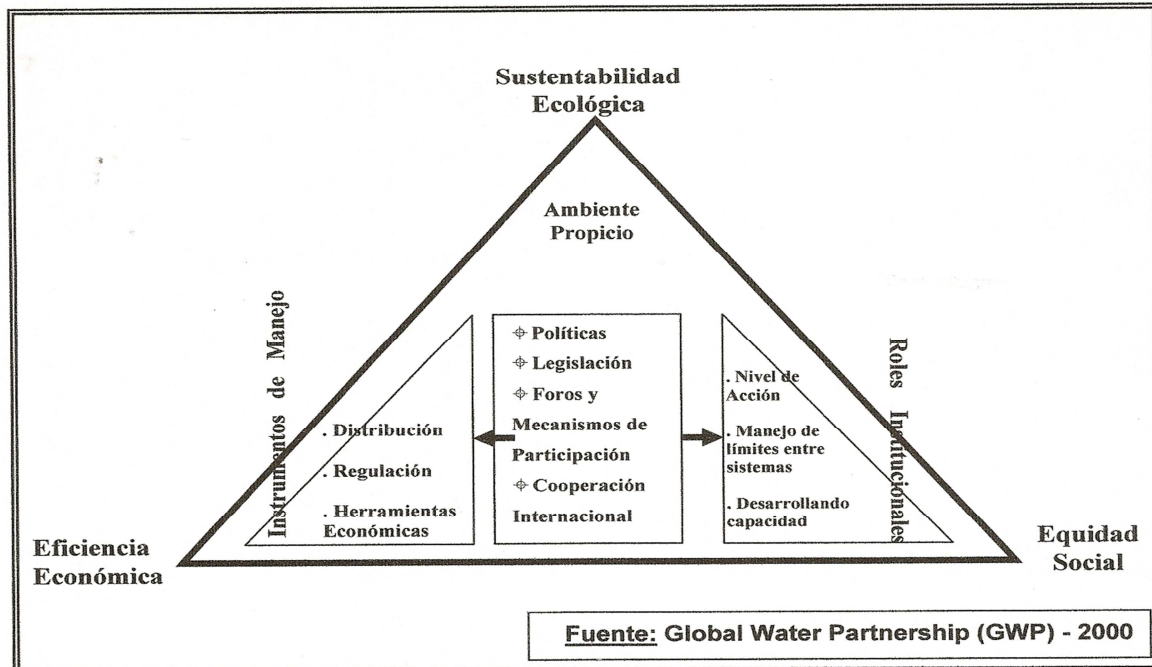 Sustentabilidad
Ecológica
Ambiente
Propicio
Instrumentos de Manejo
. Distribución
. Regulación
. Herramientas
Económicas
⌖ Políticas
⌖ Legislación
⌖ Foros y
Mecanismos de
Participación
⌖ Cooperación
Internacional
. Nivel de
Acción
. Manejo de
límites entre
sistemas
. Desarrollando
capacidad
Roles Institucionales
Eficiencia
Económica
Equidad
Social
Fuente: Global Water Partnership (GWP) - 2000